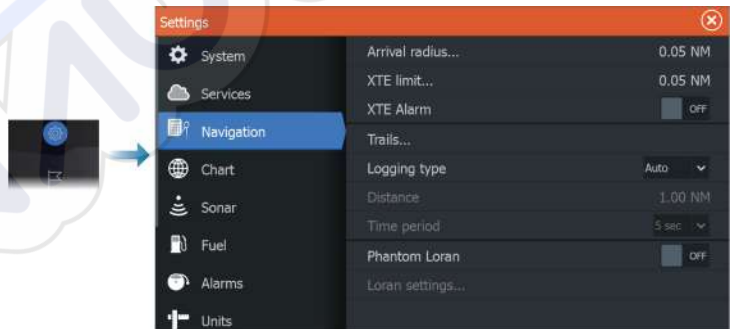 Settings
System
Services
Navigation
Chart
Sonar
Fuel
Alarms
Units
Arrival radius... 0.05 NM
XTE limit... 0.05 NM
XTE Alarm OFF
Trails...
Logging type Auto
Distance 1.00 NM
Time period 5 sec
Phantom Loran OFF
Loran settings...